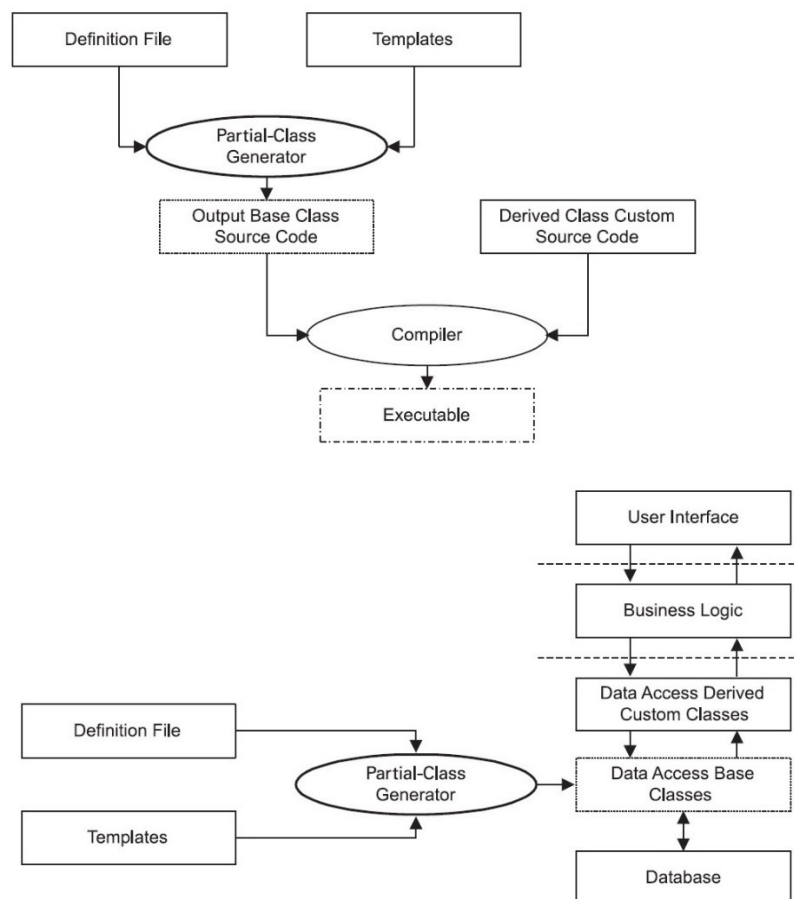 Definition File
Templates
Partial-Class
Generator
Output Base Class
Source Code
Derived Class Custom
Source Code
Compiler
Executable
User Interface
Business Logic
Data Access Derived
Custom Classes
Definition File
Partial-Class
Generator
Data Access Base
Classes
Templates
Database